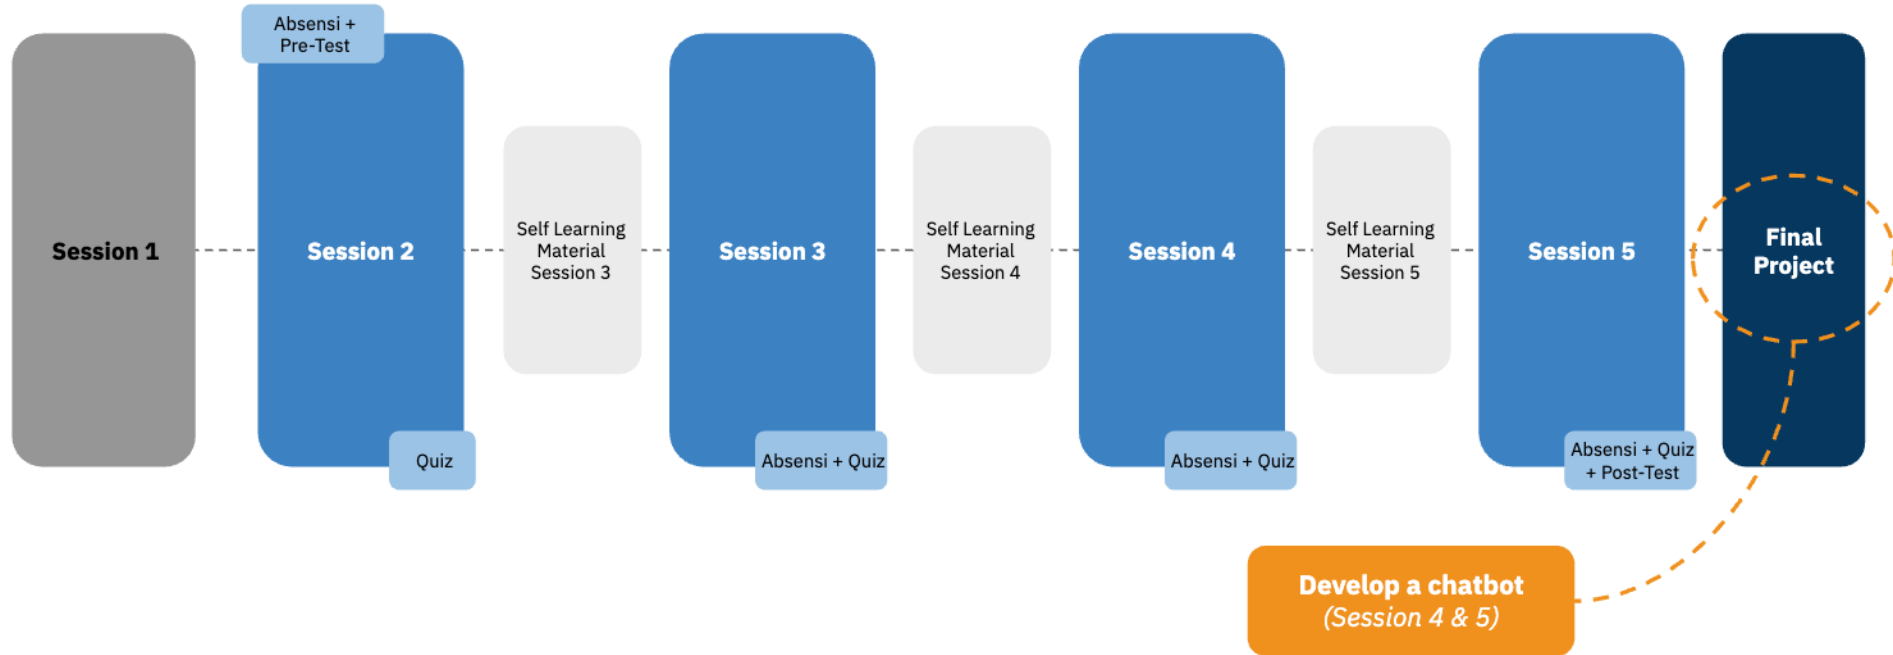 Absensi +
Pre-Test
Session 1
Session 2
Quiz
Self Learning
Material
Session 3
Session 3
Absensi + Quiz
Self Learning
Material
Session 4
Session 4
Absensi + Quiz
Self Learning
Material
Session 5
Session 5
Absensi + Quiz
+ Post-Test
Final
Project
Develop a chatbot
(Session 4 & 5)